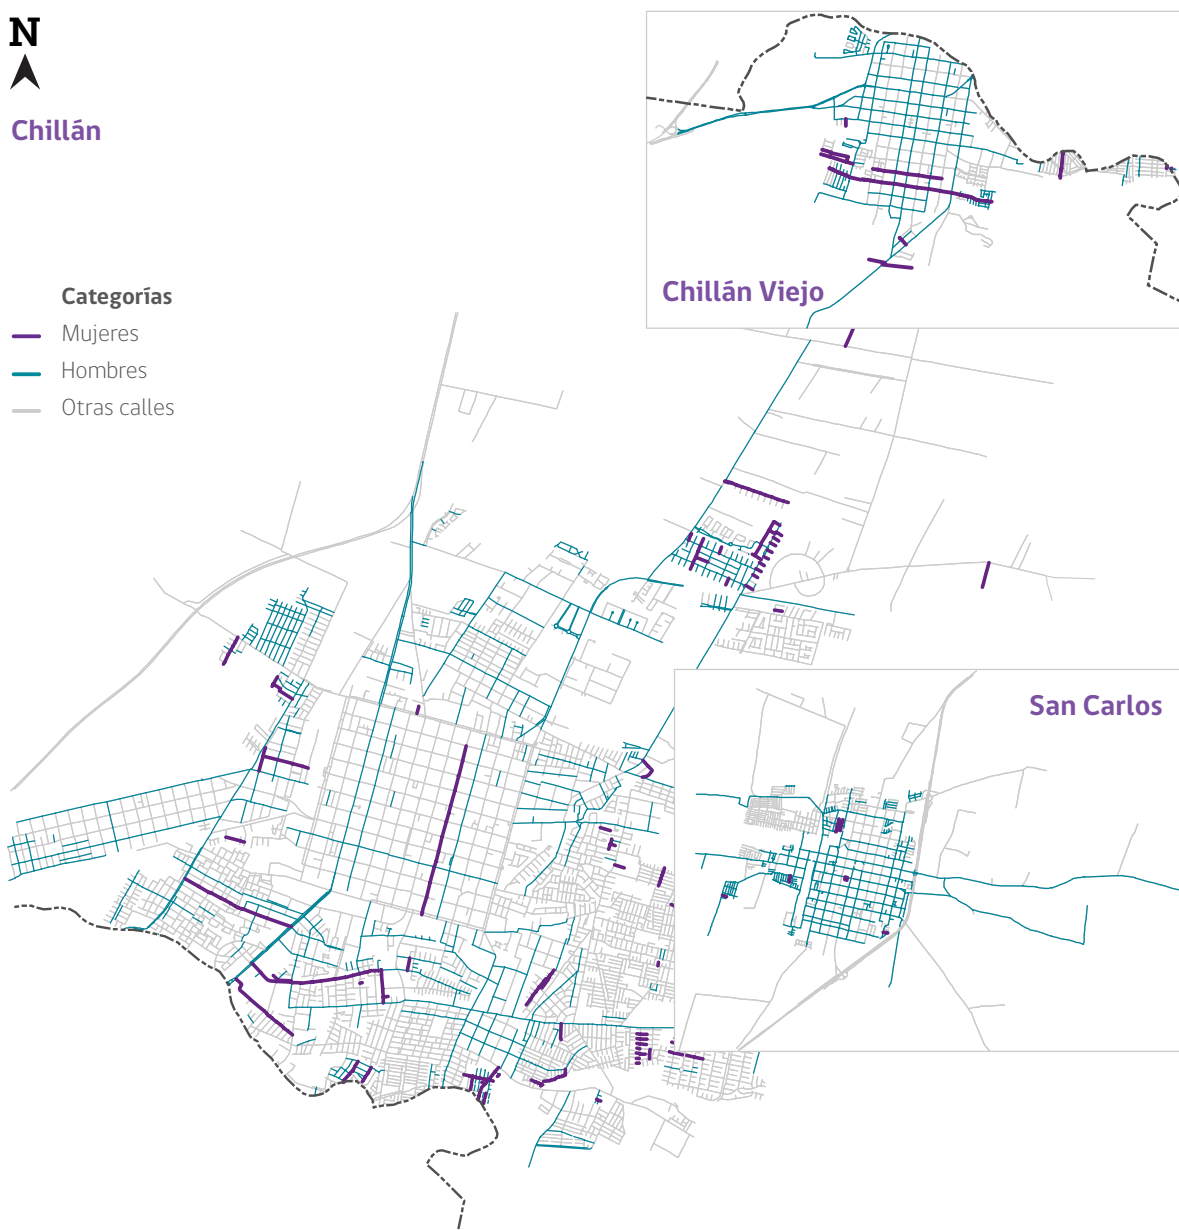 N
Chillán
Categorías
Mujeres
Hombres
Otras calles
Chillán Viejo
San Carlos